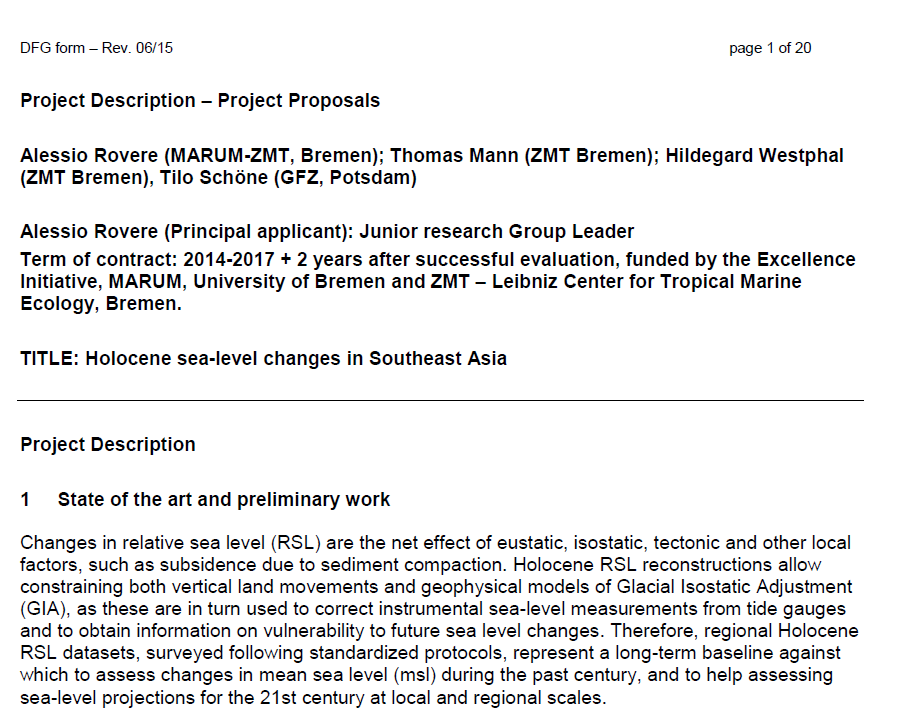 DFG form – Rev. 06/15 page 1 of 20
Project Description – Project Proposals
Alessio Rovere (MARUM-ZMT, Bremen); Thomas Mann (ZMT Bremen); Hildegard Westphal
(ZMT Bremen), Tilo Schöne (GFZ, Potsdam)
Alessio Rovere (Principal applicant): Junior research Group Leader
Term of contract: 2014-2017 + 2 years after successful evaluation, funded by the Excellence
Initiative, MARUM, University of Bremen and ZMT – Leibniz Center for Tropical Marine
Ecology, Bremen.
TITLE: Holocene sea-level changes in Southeast Asia
Project Description
1 State of the art and preliminary work
Changes in relative sea level (RSL) are the net effect of eustatic, isostatic, tectonic and other local
factors, such as subsidence due to sediment compaction. Holocene RSL reconstructions allow
constraining both vertical land movements and geophysical models of Glacial Isostatic Adjustment
(GIA), as these are in turn used to correct instrumental sea-level measurements from tide gauges
and to obtain information on vulnerability to future sea level changes. Therefore, regional Holocene
RSL datasets, surveyed following standardized protocols, represent a long-term baseline against
which to assess changes in mean sea level (msl) during the past century, and to help assessing
sea-level projections for the 21st century at local and regional scales.